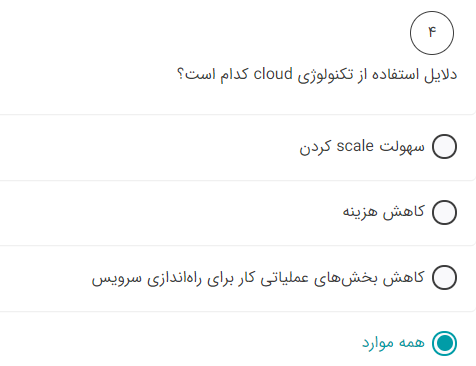 ۴
دلایل استفاده از تکنولوژی cloud کدام است؟
سهولت scale کردن
کاهش هزینه
کاهش بخش‌های عملیاتی کار برای راه‌اندازی سرویس
همه موارد